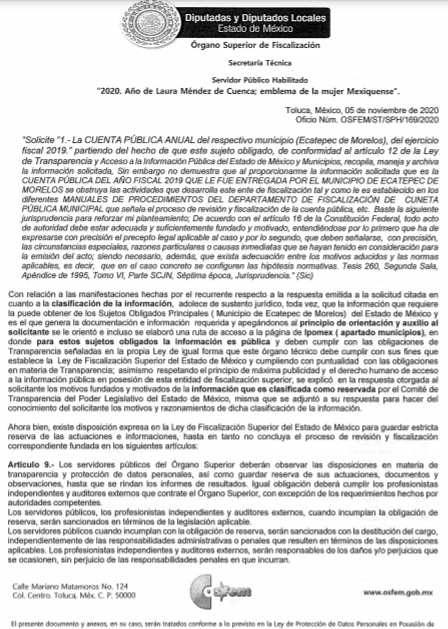 Diputadas y Diputados Locales
Estado de México
Órgano Superior de Fiscalización
Secretaría Técnica
Servidor Público Habilitado
"2020. Año de Laura Méndez de Cuenca; emblema de la mujer Mexiquense".
Toluca, México, 05 de noviembre de 2020
Oficio Núm. OSFEM/ST/SPH/169/2020
"Solicite "1.- La CUENTA PÚBLICA ANUAL del respectivo municipio (Ecatepec de Morelos), del ejercicio
fiscal 2019." partiendo del hecho de que este sujeto obligado, de conformidad al artículo 12 de la Ley
de Transparencia y Acceso a la Información Pública del Estado de México y Municipios, recopila, maneja y archiva
la información solicitada, Sin embargo no demuestra que al proporcionarme la información solicitada que es la
CUENTA PÚBLICA DEL AÑO FISCAL 2019 QUE LE FUE ENTREGADA POR EL MUNICIPIO DE ECATEPEC DE
MORELOS se obstruya las actividades que desarrolla este ente de fiscalización tal y como le es establecido en los
diferentes MANUALES DE PROCEDIMIENTOS DEL DEPARTAMENTO DE FISCALIZACIÓN DE CUNETA
PÚBLICA MUNICIPAL que señala el proceso de revisión y fiscalización de la cuenta pública, etc. Baste la siguiente
jurisprudencia para reforzar mi planteamiento; De acuerdo con el artículo 16 de la Constitución Federal, todo acto
de autoridad debe estar adecuada y suficientemente fundado y motivado, entendiéndose por lo primero que ha de
expresarse con precisión el precepto legal aplicable al caso y por lo segundo, que deben señalarse, con precisión,
las circunstancias especiales, razones particulares o causas inmediatas que se hayan tenido en consideración para
la emisión del acto; siendo necesario, además, que exista adecuación entre los motivos aducidos y las normas
aplicables, es decir, que en el caso concreto se configuren las hipótesis normativas. Tesis 260, Segunda Sala,
Apéndice de 1995, Tomo VI, Parte SCJN, Séptima época, Jurisprudencia." (Sic)
Con relación a las manifestaciones hechas por el recurrente respecto a la respuesta emitida a la solicitud citada en
cuanto a la clasificación de la información, adolece de sustento jurídico, toda vez, que la información que requiere
la puede obtener de los Sujetos Obligados Principales ( Municipio de Ecatepec de Morelos) del Estado de México y
es el que genera la documentación e información requerida y apegándonos al principio de orientación y auxilio al
solicitante se le orientó e incluso se elaboró una ruta de acceso a la página de Ipomex ( apartado municipios), en
donde para estos sujetos obligados la información es pública y deben cumplir con las obligaciones de
Transparencia señaladas en la propia Ley de igual forma que este órgano técnico debe cumplir con sus fines que
establece la Ley de Fiscalización Superior del Estado de México y cumpliendo con puntualidad con las obligaciones
en materia de Transparencia; asimismo respetando el principio de máxima publicidad y el derecho humano de acceso
a la información pública en posesión de esta entidad de fiscalización superior, se explicó en la respuesta otorgada al
solicitante los motivos fundados y motivados de la información que es clasificada como reservada por el Comité de
Transparencia del Poder Legislativo del Estado de México, misma que se adjuntó a su respuesta para hacer del
conocimiento del solicitante los motivos y razonamientos de dicha clasificación de la información.
Ahora bien, existe disposición expresa en la Ley de Fiscalización Superior del Estado de México para guardar estricta
reserva de las actuaciones e informaciones, hasta en tanto no concluya el proceso de revisión y fiscalización
correspondiente fundada en los siguientes artículos:
Artículo 9.- Los servidores públicos del Órgano Superior deberán observar las disposiciones en materia de
transparencia y protección de datos personales, así como guardar reserva de sus actuaciones, documentos y
observaciones, hasta que se rindan los informes de resultados. Igual obligación deberá cumplir los profesionistas
independientes y auditores externos que contrate el Órgano Superior, con excepción de los requerimientos hechos por
autoridades competentes.
Los servidores públicos, los profesionistas independientes y auditores externos, cuando incumplan la obligación de
reserva, serán sancionados en términos de la legislación aplicable.
Los servidores públicos cuando incumplan con la obligación de reserva, serán sancionados con la destitución del cargo,
independientemente de las responsabilidades administrativas o penales que resulten en términos de las disposiciones
aplicables. Los profesionistas independientes y auditores externos, serán responsables de los daños y/o perjuicios que
se ocasionen, sin perjuicio de las responsabilidades penales en que incurran.
Calle Mariano Matamoros No. 124
Col. Centro. Toluca, Méx. C. P. 50000
osfem
www.osfem.gob.mx
El presente documento y anexos, en su caso, serán tratados conforme a lo previsto en la Ley de Protección de Datos Personales en Posesión de